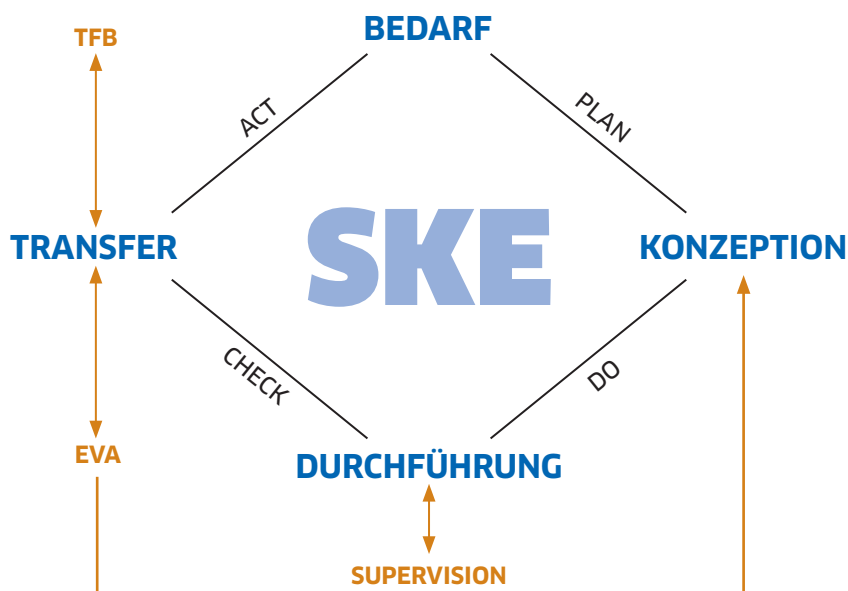 BEDARF
TFB
ACT
PLAN
SKE
TRANSFER
KONZEPTION
CHECK
DO
EVA
DURCHFÜHRUNG
SUPERVISION